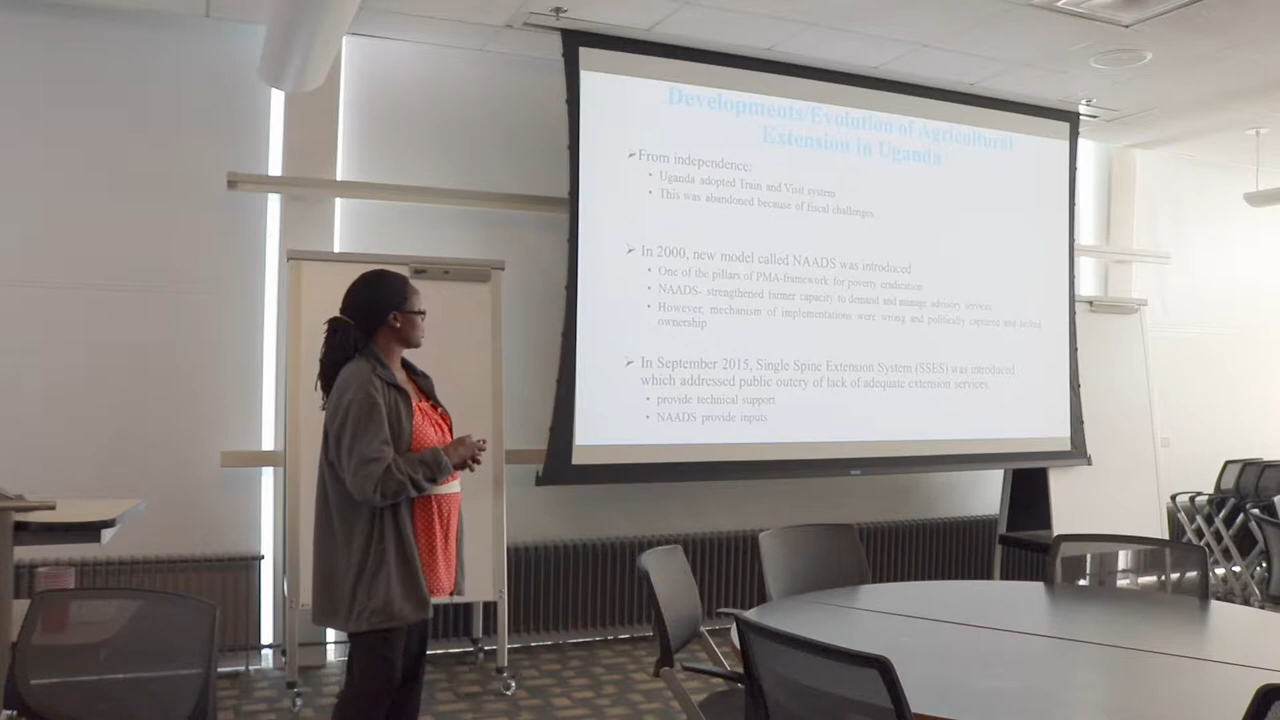 Developments/Evolution of Agricultural
Extension in Uganda
➢From independence:
• Uganda adopted Train and Visit system
• This was abandoned because of fiscal challenges
➢ In 2000, new model called NAADS was introduced
• One of the pillars of PMA-framework for poverty eradication
• NAADS- strengthened farmer capacity to demand and manage advisory services
• However, mechanism of implementations were wrong and politically captured and lacked
ownership
➢ In September 2015, Single Spine Extension System (SSES) was introduced
which addressed public outcry of lack of adequate extension services.
• provide technical support
• NAADS provide inputs